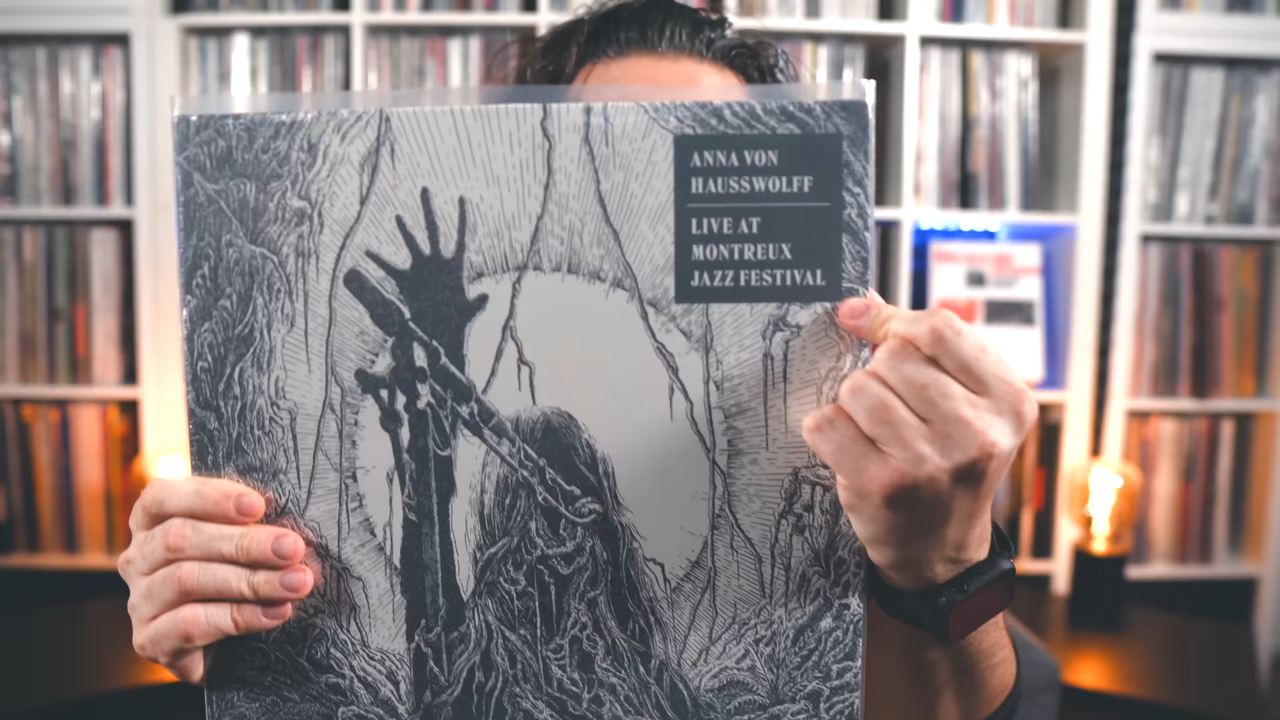 ANNA VON
HAUSSWOLFF
LIVE AT
MONTREUX
JAZZ FESTIVAL